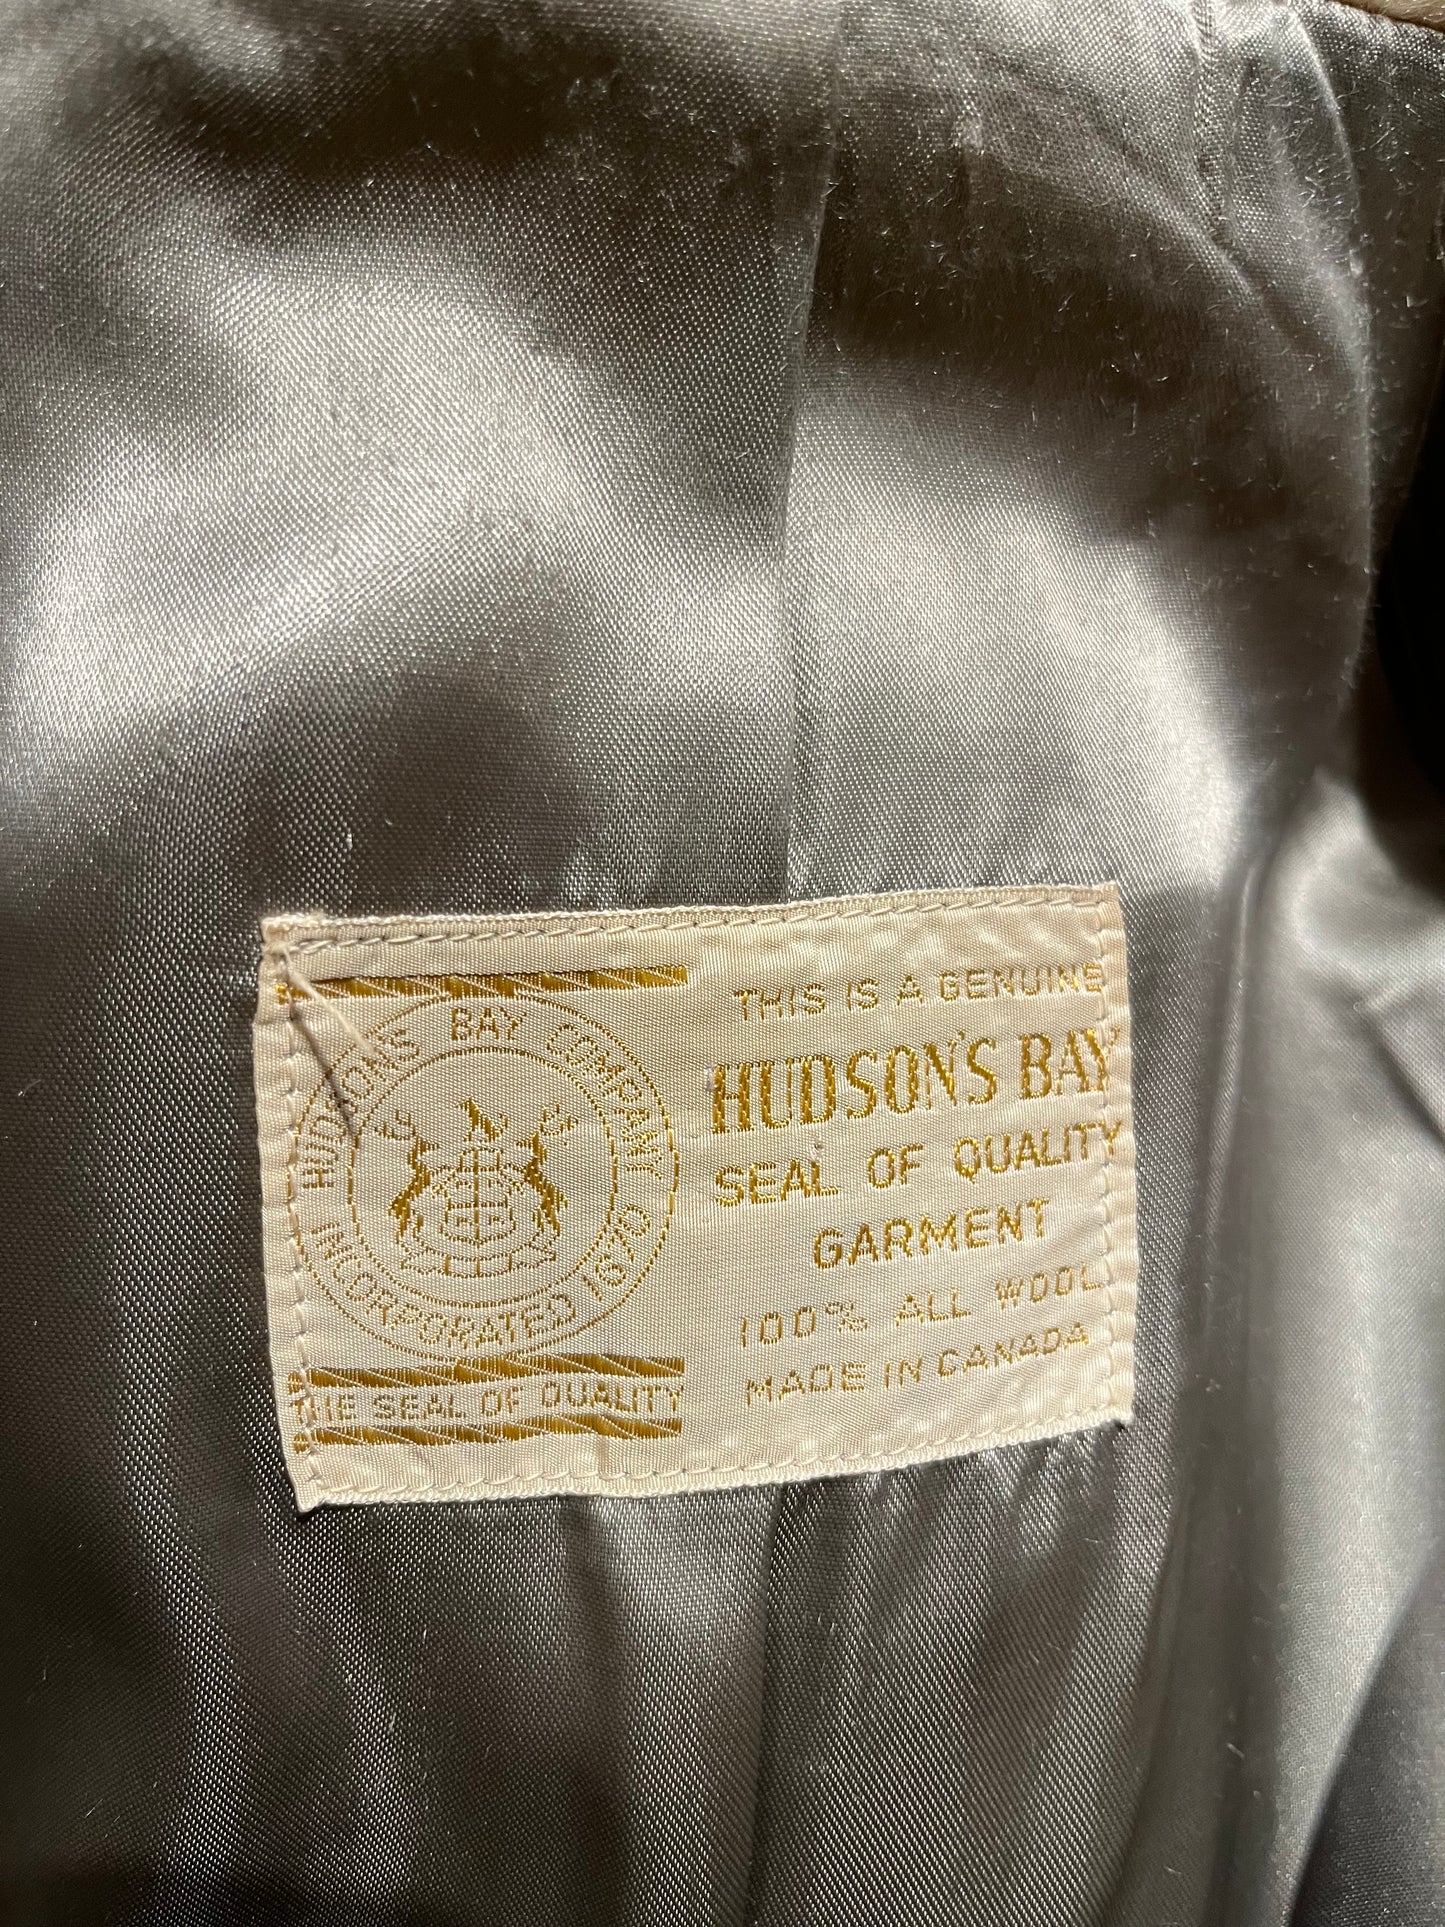 HUDSON'S BAY COMPANY
INCORPORATED 1670
THE SEAL OF QUALITY
THIS IS A GENUINE
HUDSON'S BAY
SEAL OF QUALITY
GARMENT
100% ALL WOOL
MADE IN CANADA